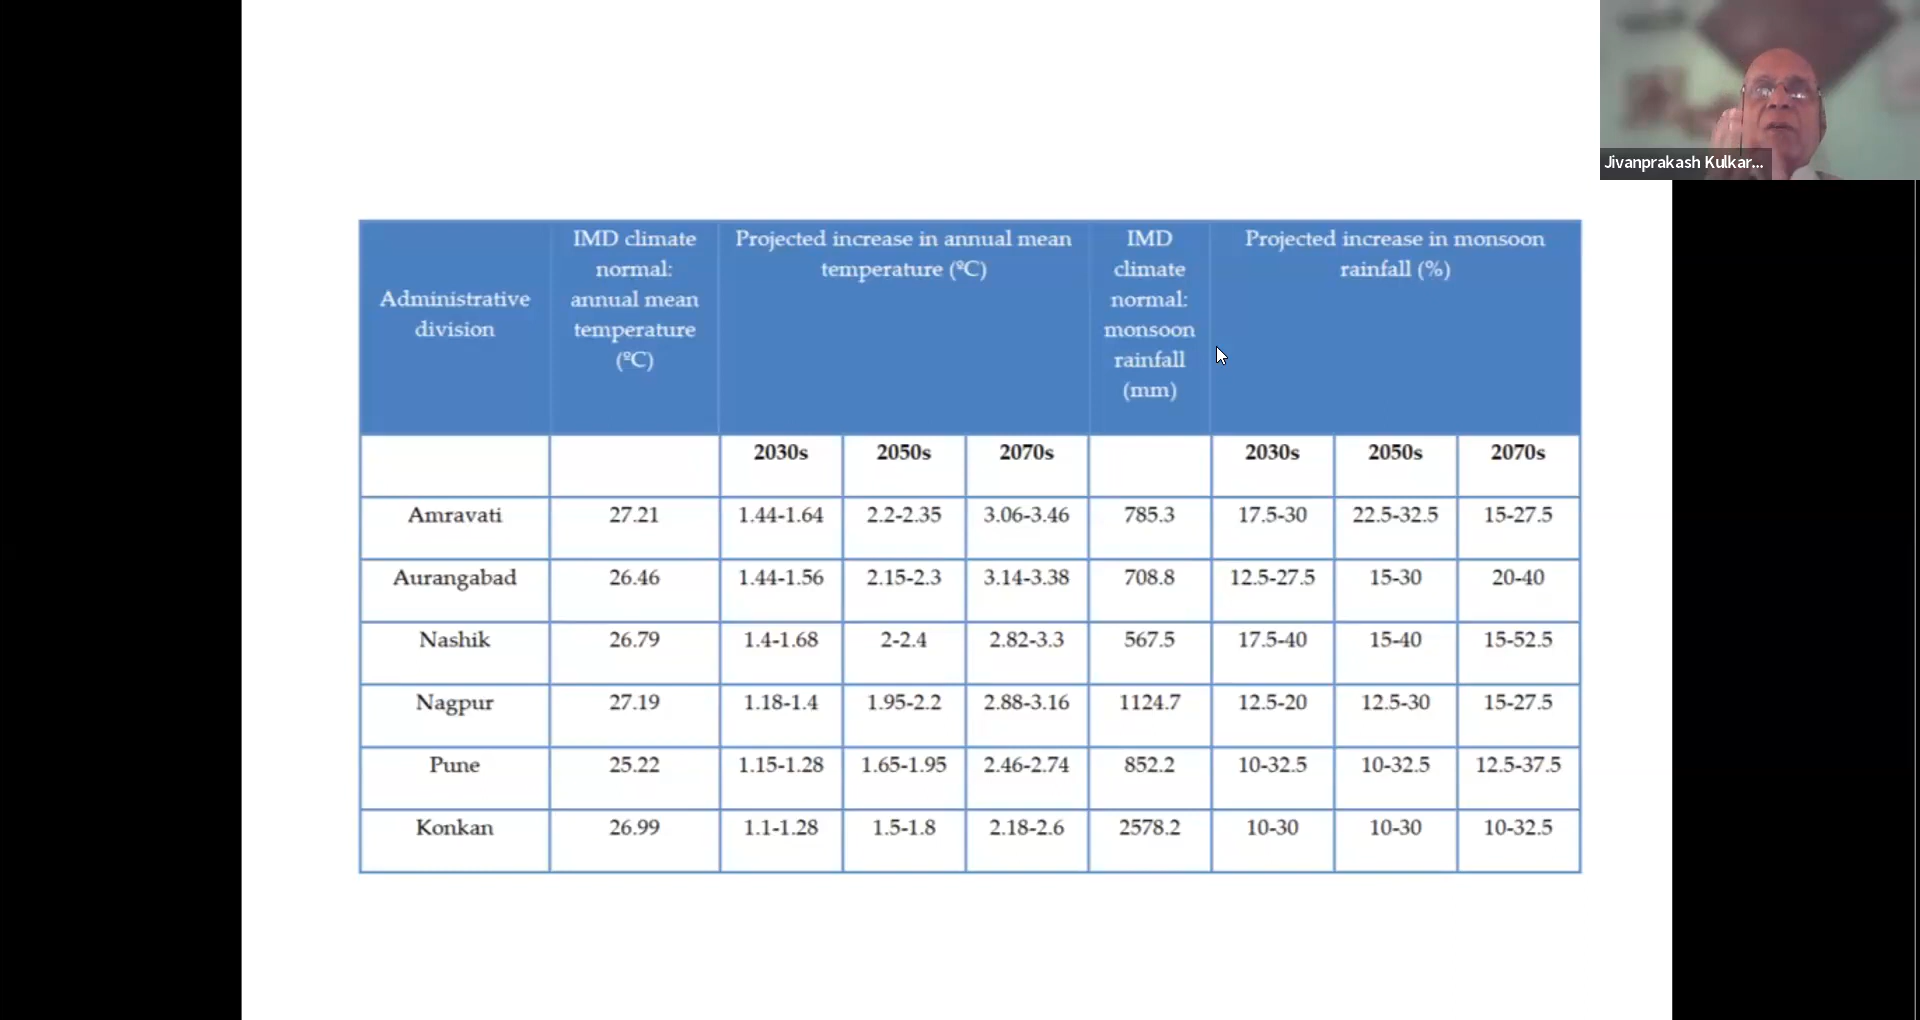 Jivanprakash Kulkar...
Administrative division
IMD climate normal: annual mean temperature (ºC)
Projected increase in annual mean temperature (ºC)
IMD climate normal: monsoon rainfall (mm)
Projected increase in monsoon rainfall (%)
2030s 2050s 2070s 2030s 2050s 2070s
Amravati 27.21 1.44-1.64 2.2-2.35 3.06-3.46 785.3 17.5-30 22.5-32.5 15-27.5
Aurangabad 26.46 1.44-1.56 2.15-2.3 3.14-3.38 708.8 12.5-27.5 15-30 20-40
Nashik 26.79 1.4-1.68 2-2.4 2.82-3.3 567.5 17.5-40 15-40 15-52.5
Nagpur 27.19 1.18-1.4 1.95-2.2 2.88-3.16 1124.7 12.5-20 12.5-30 15-27.5
Pune 25.22 1.15-1.28 1.65-1.95 2.46-2.74 852.2 10-32.5 10-32.5 12.5-37.5
Konkan 26.99 1.1-1.28 1.5-1.8 2.18-2.6 2578.2 10-30 10-30 10-32.5